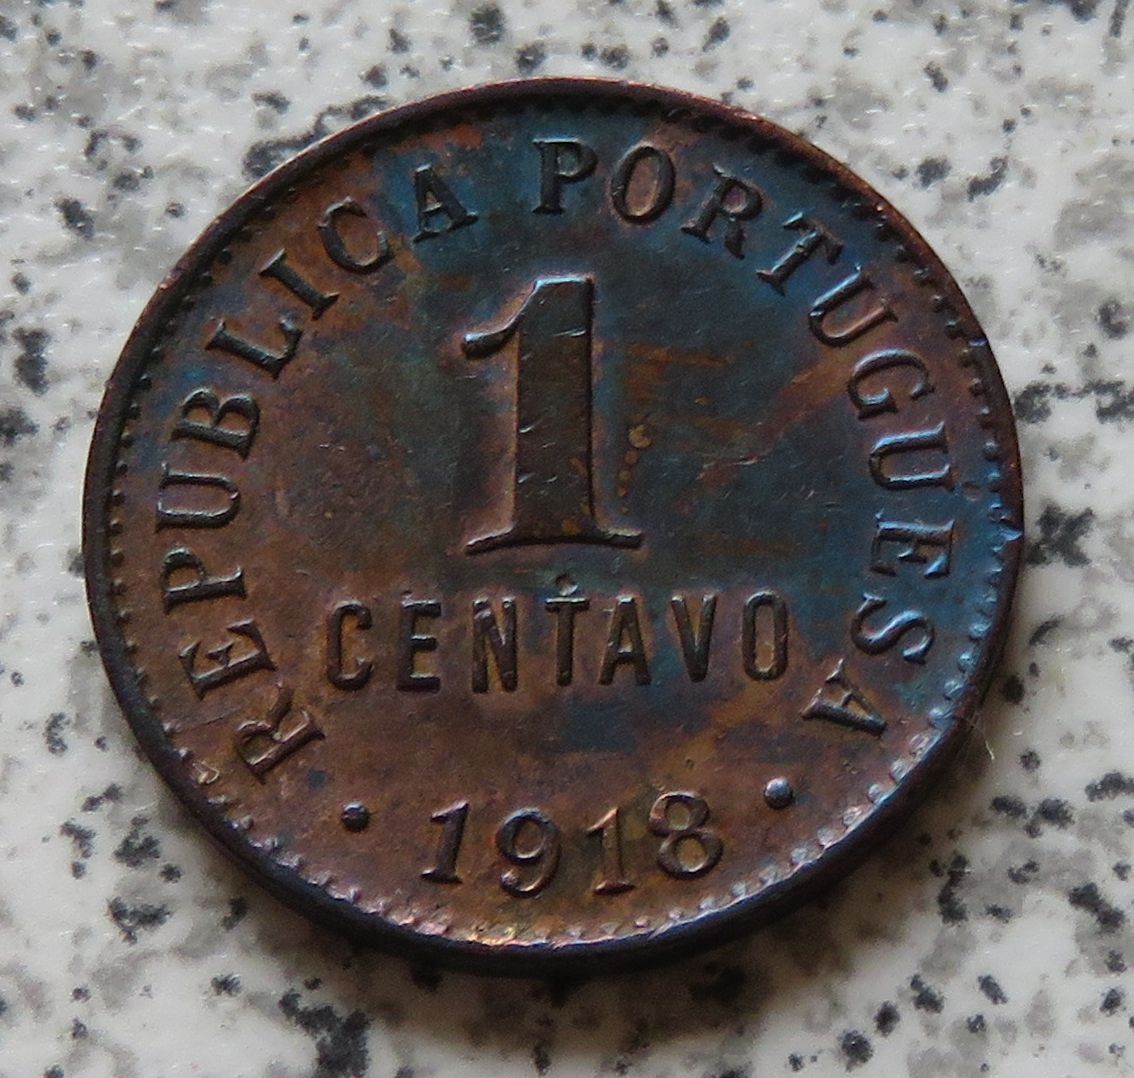 REPUBLICA PORTUGUESA
1
CENTAVO
• 1918 •